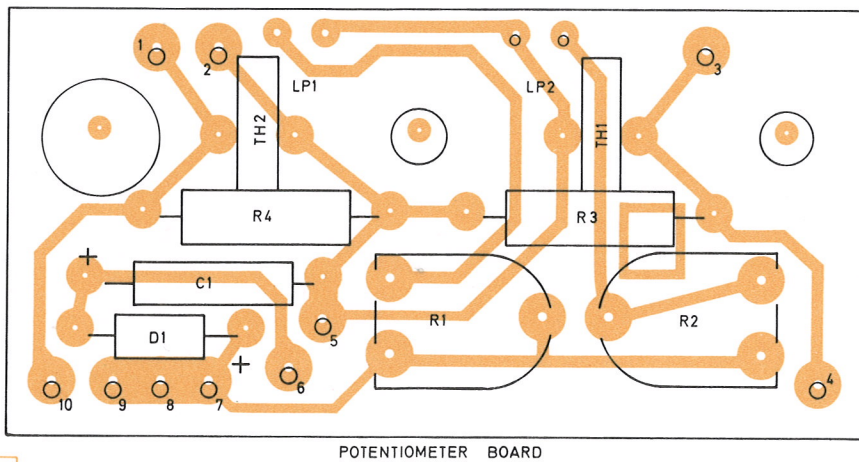 1
2
3
LP1
LP2
TH2
TH1
R4
R3
+
C1
R1
R2
D1
5
+
6
10
9
8
7
4
POTENTIOMETER BOARD